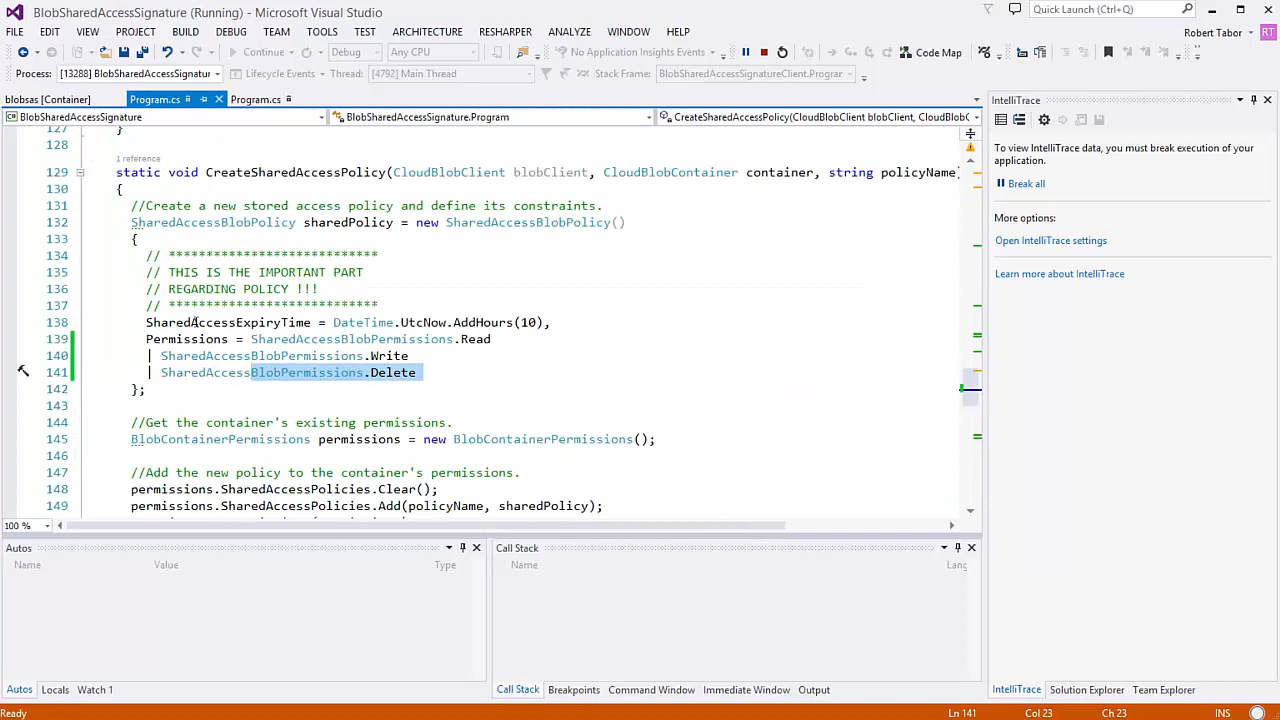 BlobSharedAccessSignature (Running) - Microsoft Visual Studio
Quick Launch (Ctrl+Q)
FILE EDIT VIEW PROJECT BUILD DEBUG TEAM TOOLS TEST ARCHITECTURE RESHARPER ANALYZE WINDOW HELP
Robert Tabor RT
Continue Debug Any CPU No Application Insights Events Code Map
Process: [13288] BlobSharedAccessSignatur Lifecycle Events Thread: [4792] Main Thread Stack Frame: BlobSharedAccessSignatureClient.Prograr
blobsas [Container] Program.cs Program.cs
BlobSharedAccessSignature BlobSharedAccessSignature.Program CreateSharedAccessPolicy(CloudBlobClient blobClient, CloudBlobC
127 }
128
1 reference
129 static void CreateSharedAccessPolicy(CloudBlobClient blobClient, CloudBlobContainer container, string policyName)
130 {
131 //Create a new stored access policy and define its constraints.
132 SharedAccessBlobPolicy sharedPolicy = new SharedAccessBlobPolicy()
133 {
134 // ****************************
135 // THIS IS THE IMPORTANT PART
136 // REGARDING POLICY !!!
137 // ****************************
138 SharedAccessExpiryTime = DateTime.UtcNow.AddHours(10),
139 Permissions = SharedAccessBlobPermissions.Read
140 | SharedAccessBlobPermissions.Write
141 | SharedAccessBlobPermissions.Delete
142 };
143
144 //Get the container's existing permissions.
145 BlobContainerPermissions permissions = new BlobContainerPermissions();
146
147 //Add the new policy to the container's permissions.
148 permissions.SharedAccessPolicies.Clear();
149 permissions.SharedAccessPolicies.Add(policyName, sharedPolicy);
100 %
IntelliTrace
To view IntelliTrace data, you must break execution of your
application.
Break all
More options:
Open IntelliTrace settings
Learn more about IntelliTrace
Autos
Name Value Type
Call Stack
Name Lang
Autos Locals Watch 1
Call Stack Breakpoints Command Window Immediate Window Output
IntelliTrace Solution Explorer Team Explorer
Ready Ln 141 Col 23 Ch 23 INS